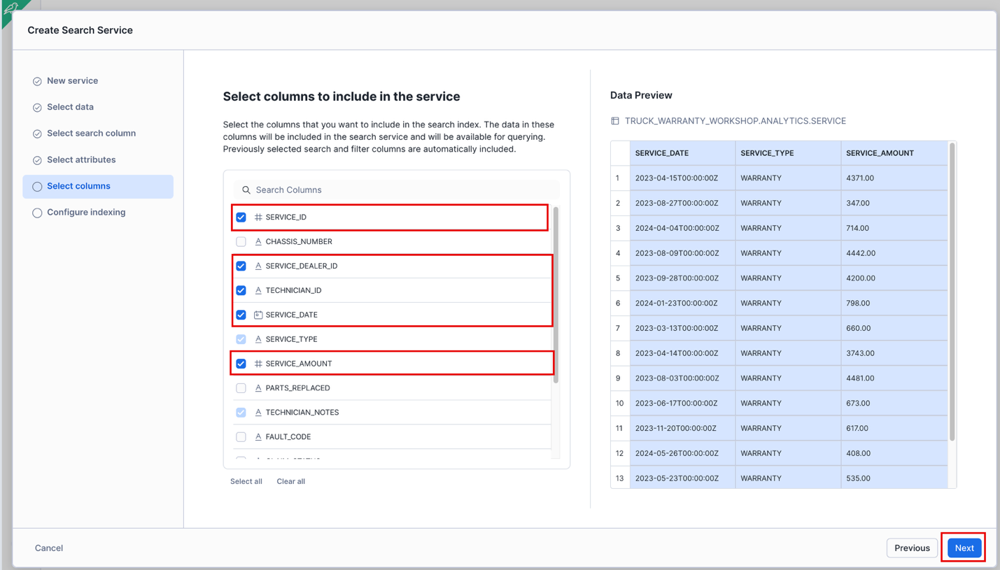 Create Search Service
New service
Select data
Select search column
Select attributes
Select columns
Configure indexing
Select columns to include in the service
Select the columns that you want to include in the search index. The data in these
columns will be included in the search service and will be available for querying.
Previously selected search and filter columns are automatically included.
Search Columns
SERVICE_ID
CHASSIS_NUMBER
SERVICE_DEALER_ID
TECHNICIAN_ID
SERVICE_DATE
SERVICE_TYPE
SERVICE_AMOUNT
PARTS_REPLACED
TECHNICIAN_NOTES
FAULT_CODE
Select all Clear all
Data Preview
TRUCK_WARRANTY_WORKSHOP.ANALYTICS.SERVICE
SERVICE_DATE SERVICE_TYPE SERVICE_AMOUNT
1 2023-04-15T00:00:00Z WARRANTY 4371.00
2 2023-08-27T00:00:00Z WARRANTY 347.00
3 2024-04-04T00:00:00Z WARRANTY 714.00
4 2023-08-09T00:00:00Z WARRANTY 4442.00
5 2023-09-28T00:00:00Z WARRANTY 4200.00
6 2024-01-23T00:00:00Z WARRANTY 798.00
7 2023-03-13T00:00:00Z WARRANTY 660.00
8 2023-04-14T00:00:00Z WARRANTY 3743.00
9 2023-08-03T00:00:00Z WARRANTY 4481.00
10 2023-06-17T00:00:00Z WARRANTY 673.00
11 2023-11-20T00:00:00Z WARRANTY 617.00
12 2024-05-26T00:00:00Z WARRANTY 408.00
13 2023-05-23T00:00:00Z WARRANTY 535.00
Cancel Previous Next